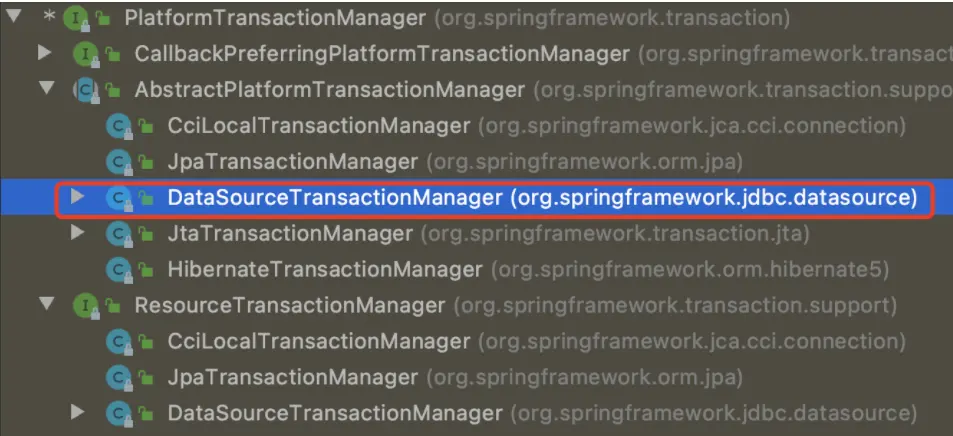 * PlatformTransactionManager (org.springframework.transaction)
CallbackPreferringPlatformTransactionManager (org.springframework.transact
AbstractPlatformTransactionManager (org.springframework.transaction.suppo
CciLocalTransactionManager (org.springframework.jca.cci.connection)
JpaTransactionManager (org.springframework.orm.jpa)
DataSourceTransactionManager (org.springframework.jdbc.datasource)
JtaTransactionManager (org.springframework.transaction.jta)
HibernateTransactionManager (org.springframework.orm.hibernate5)
ResourceTransactionManager (org.springframework.transaction.support)
CciLocalTransactionManager (org.springframework.jca.cci.connection)
JpaTransactionManager (org.springframework.orm.jpa)
DataSourceTransactionManager (org.springframework.jdbc.datasource)